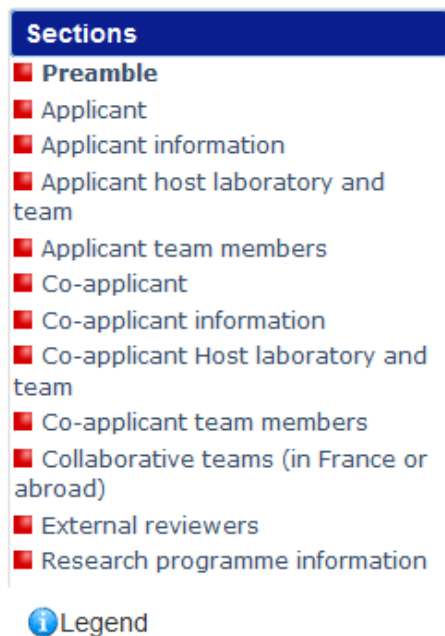 Sections
Preamble
Applicant
Applicant information
Applicant host laboratory and
team
Applicant team members
Co-applicant
Co-applicant information
Co-applicant Host laboratory and
team
Co-applicant team members
Collaborative teams (in France or
abroad)
External reviewers
Research programme information
Legend